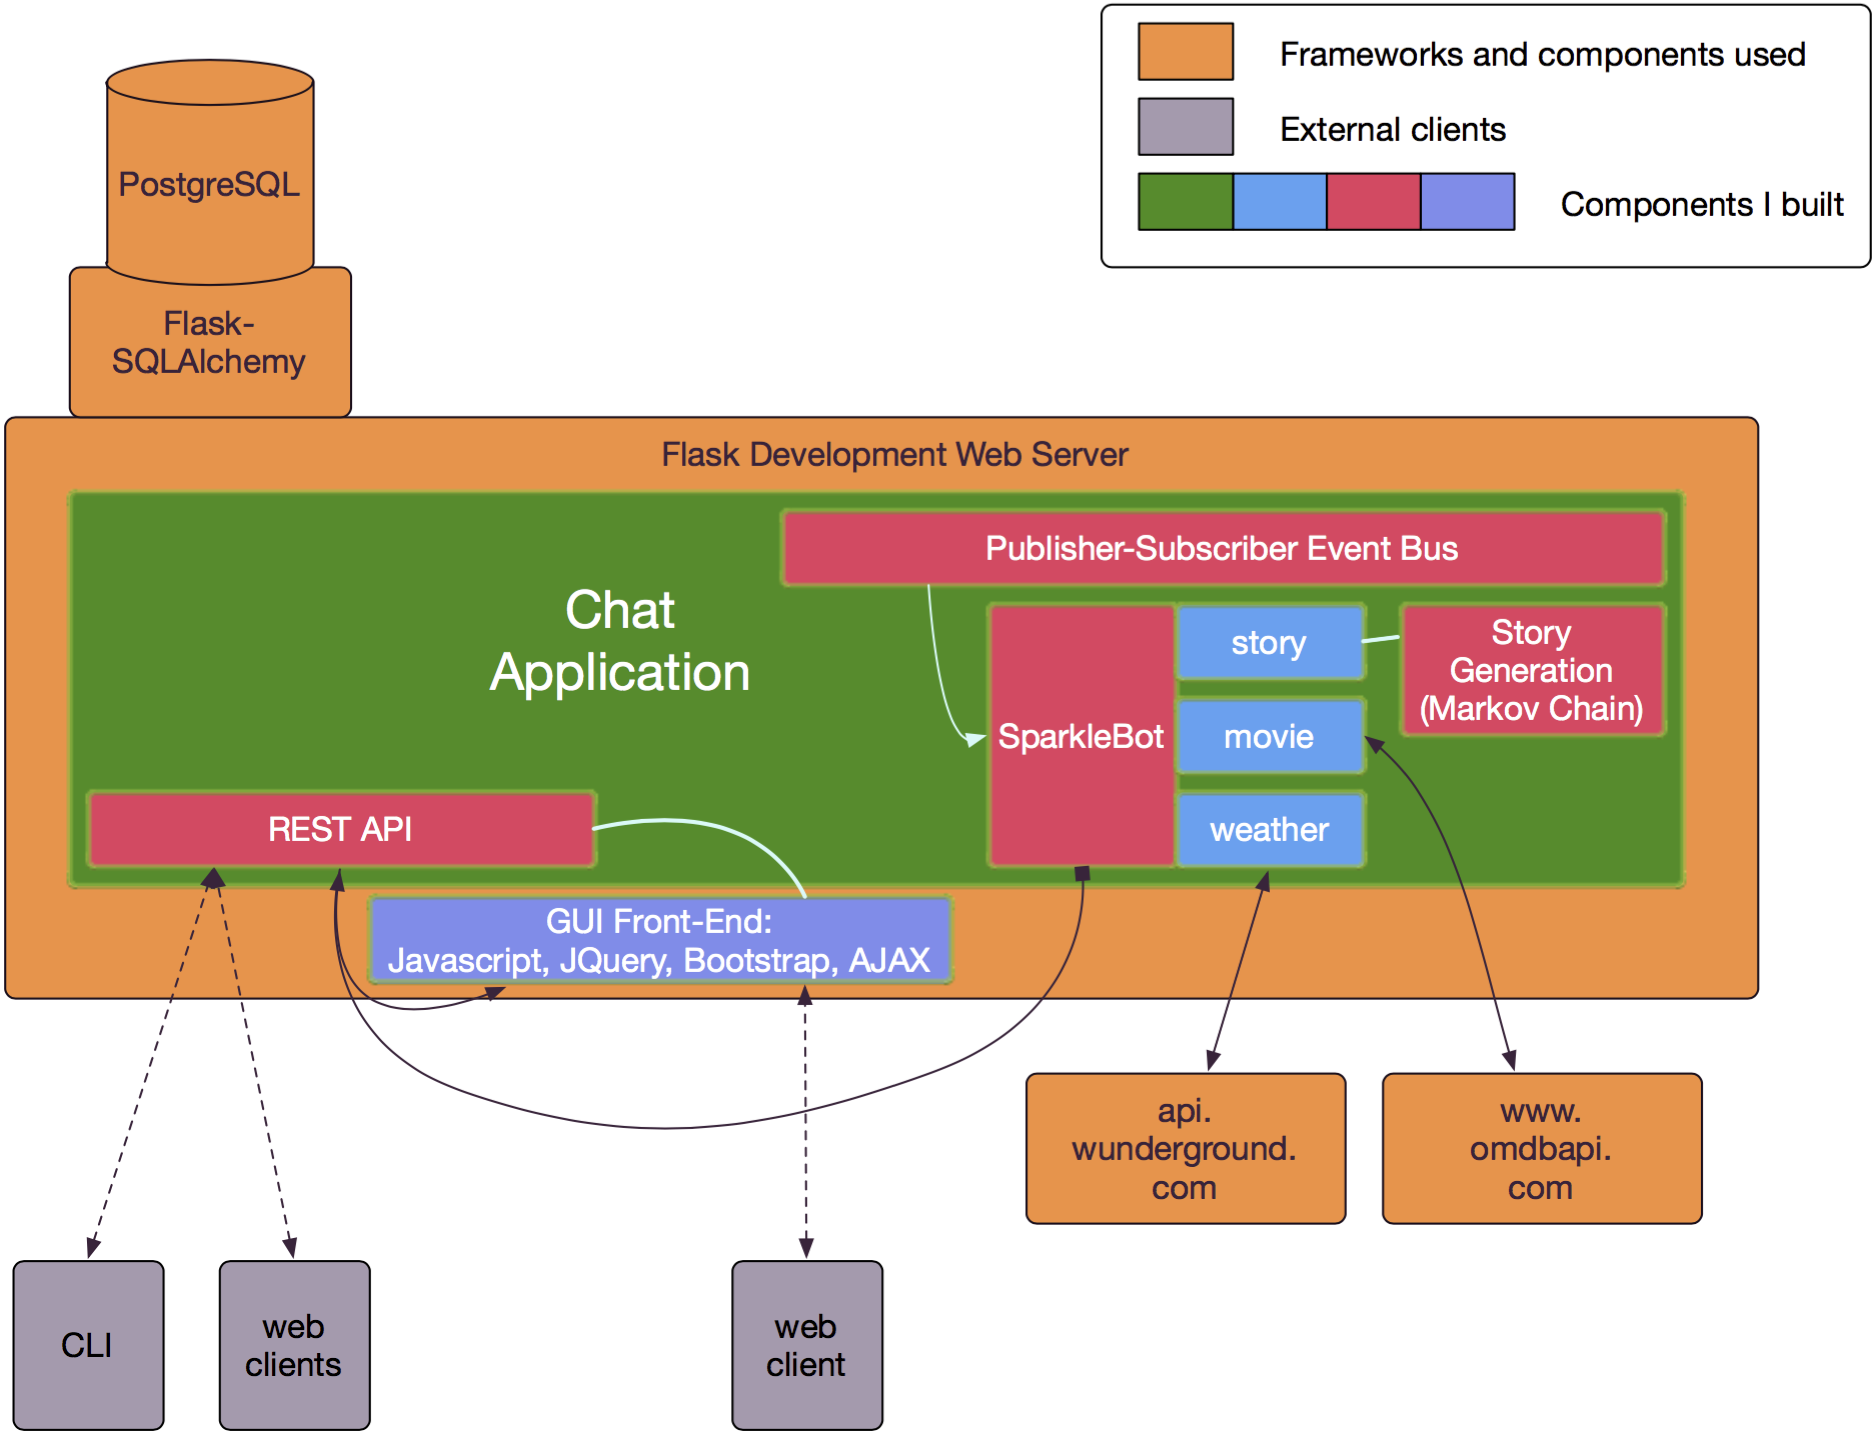 Frameworks and components used
External clients
Components I built
PostgreSQL
Flask-
SQLAlchemy
Flask Development Web Server
Chat
Application
Publisher-Subscriber Event Bus
SparkleBot
story
movie
weather
Story
Generation
(Markov Chain)
REST API
GUI Front-End:
Javascript, JQuery, Bootstrap, AJAX
api.
wunderground.
com
www.
omdbapi.
com
CLI
web
clients
web
client